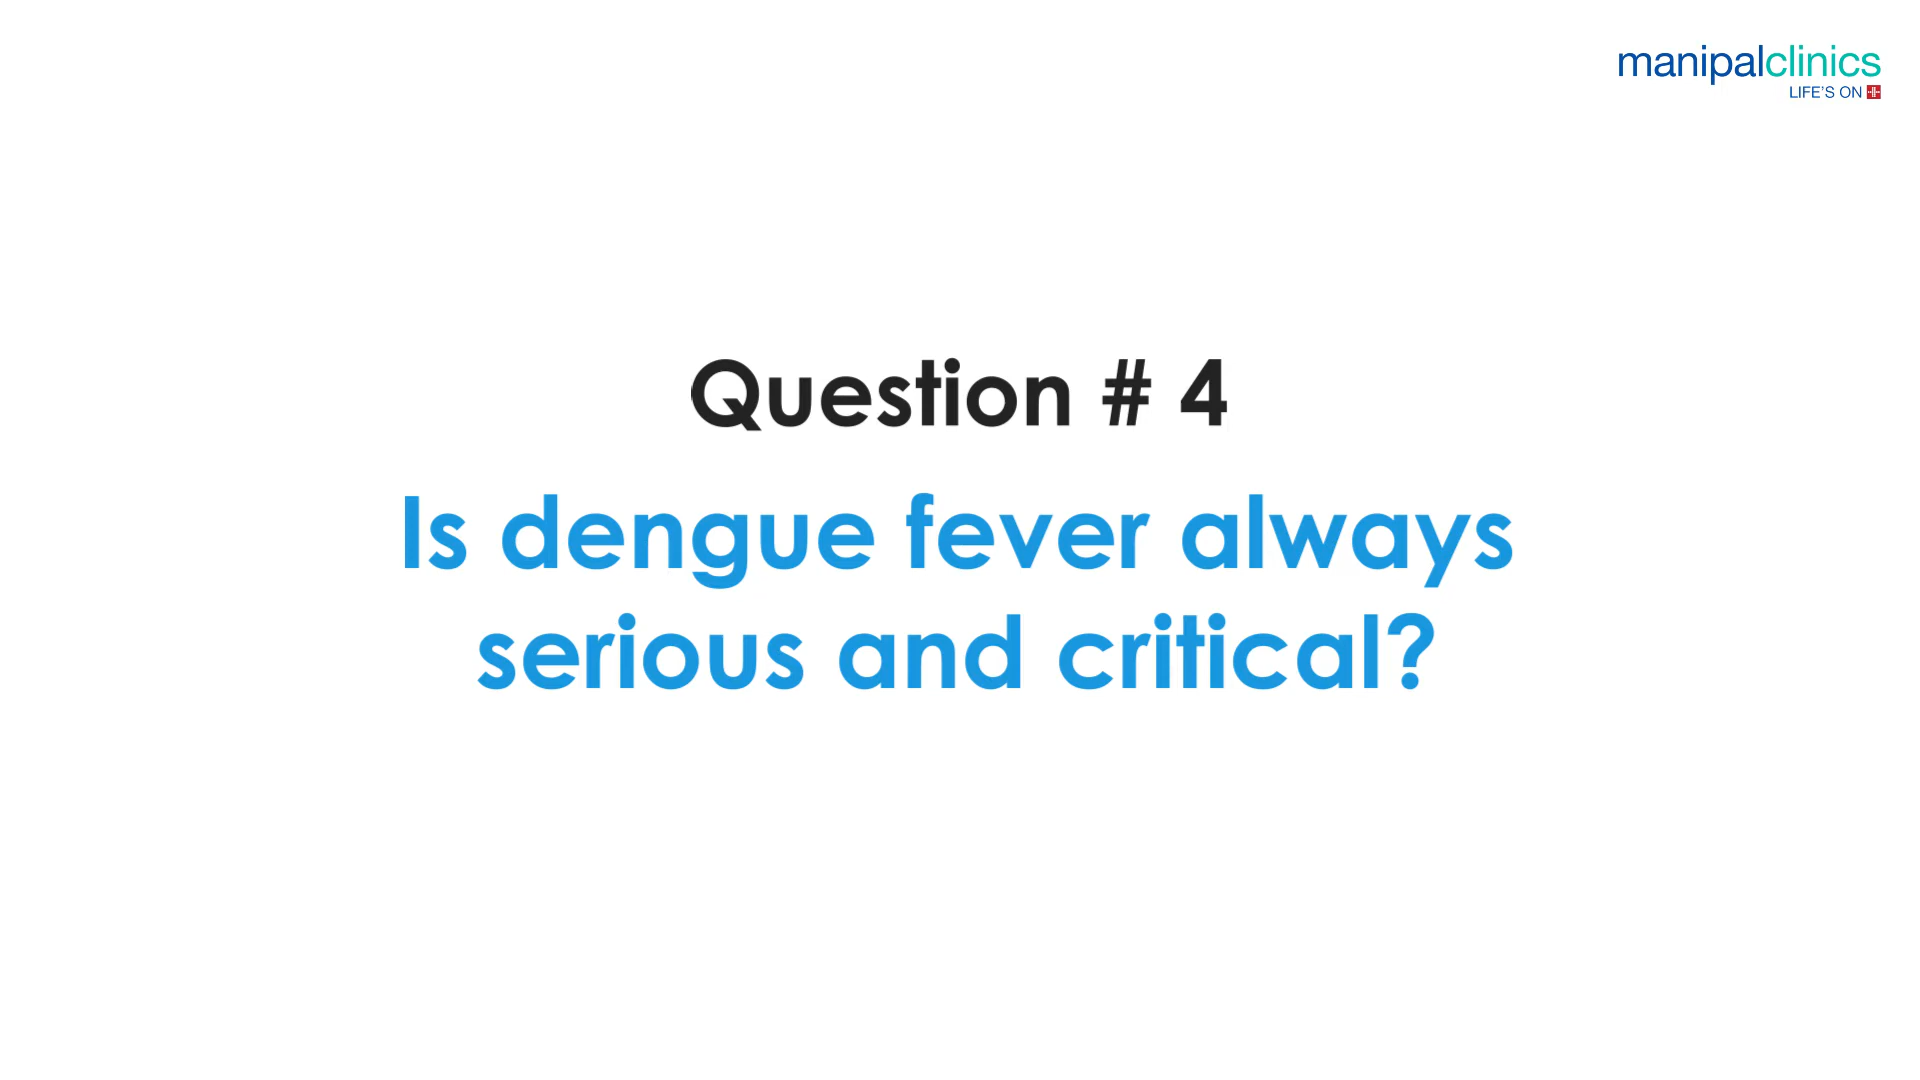 manipalclinics
LIFE'S ON
Question # 4
Is dengue fever always
serious and critical?